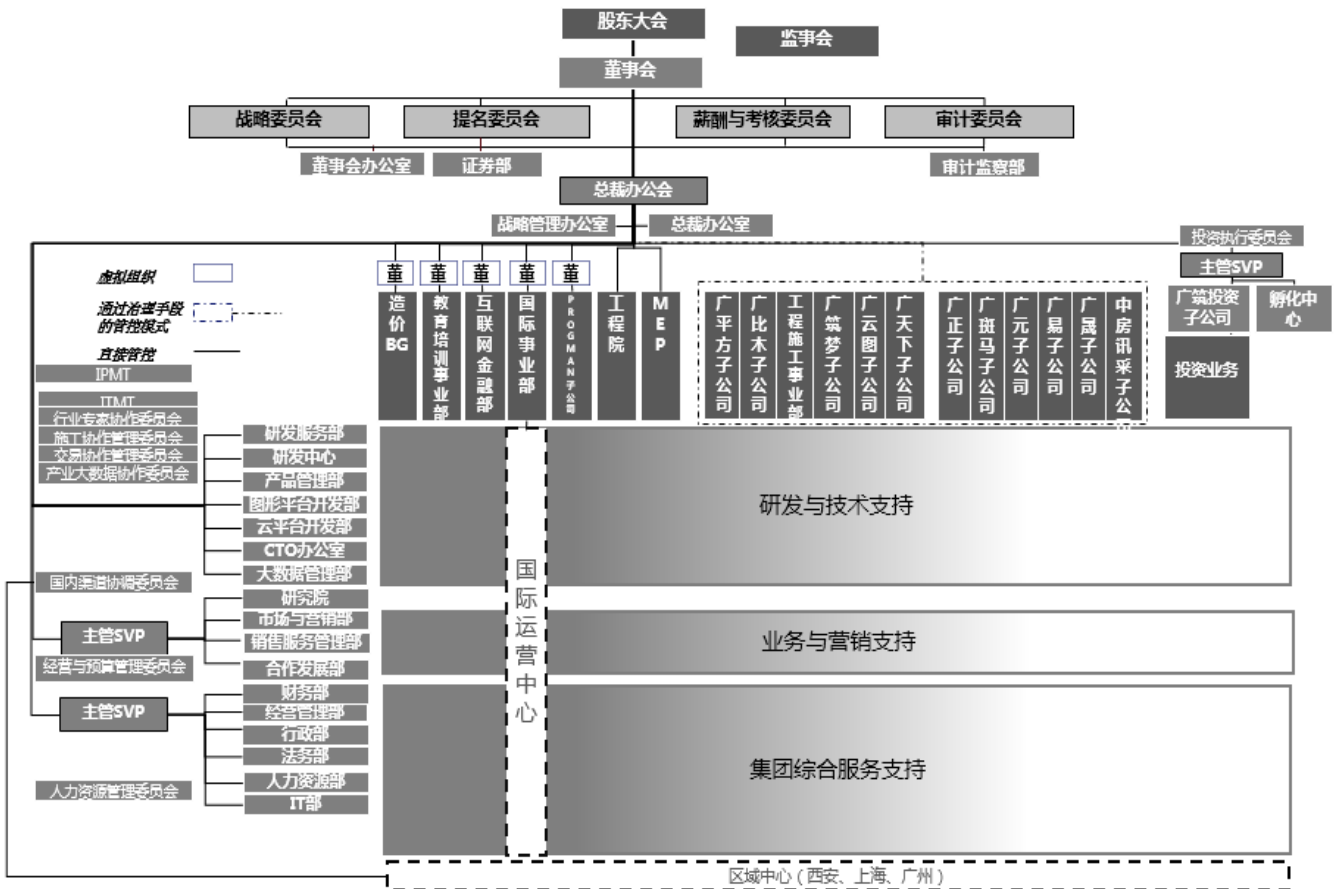 股东大会
监事会
董事会
战略委员会
提名委员会
薪酬与考核委员会
审计委员会
董事会办公室
证券部
审计监察部
总裁办公会
战略管理办公室
总裁办公室
投资执行委员会
主管SVP
广筑投资子公司
孵化中心
投资业务
虚拟组织
通过治理手段
的管控模式
直接管控
董
董
董
董
董
造价BG
教育培训事业部
互联网金融部
国际事业部
PROGMAN子公司
工程院
MEP
广平方子公司
广比木子公司
工程施工事业部
广筑梦子公司
广云图子公司
广天下子公司
广正子公司
广斑马子公司
广元子公司
广易子公司
广晟子公司
中房讯采子公
IPMT
ITMT
行业专家协作委员会
施工协作管理委员会
交易协作管理委员会
产业大数据协作委员会
国内渠道协调委员会
主管SVP
经营与预算管理委员会
主管SVP
人力资源管理委员会
研发服务部
研发中心
产品管理部
图形平台开发部
云平台开发部
CTO办公室
大数据管理部
研究院
市场与营销部
销售服务管理部
合作发展部
财务部
经营管理部
行政部
法务部
人力资源部
IT部
国际运营中心
研发与技术支持
业务与营销支持
集团综合服务支持
区域中心（西安、上海、广州）